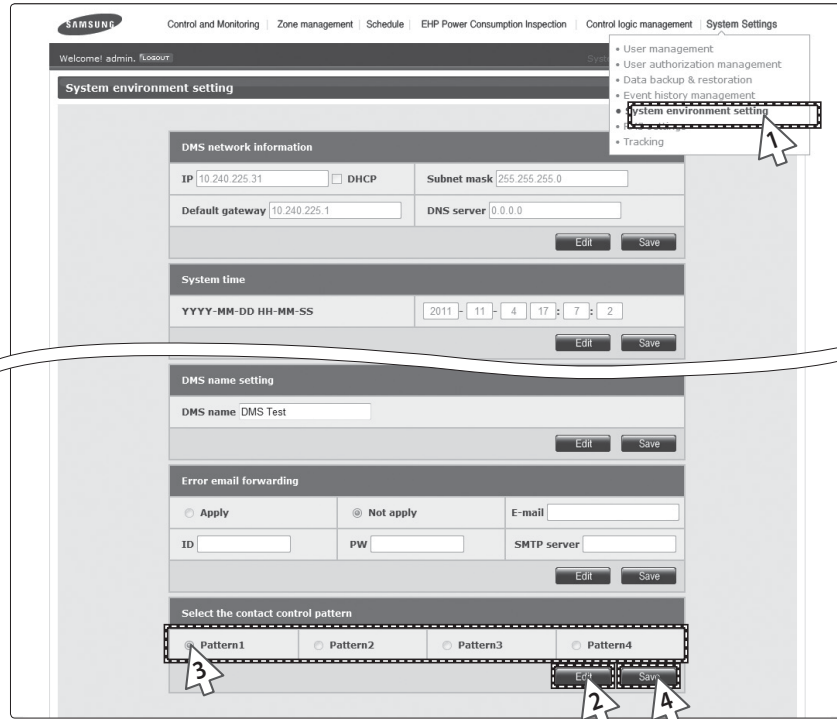 SAMSUNG Control and Monitoring Zone management Schedule EHP Power Consumption Inspection Control logic management System Settings
Welcome! admin. LOGOUT
• User management
• User authorization management
• Data backup & restoration
• Event history management
• System environment setting
• Tracking
1
System environment setting
DMS network information
IP 10.240.225.31 DHCP Subnet mask 255.255.255.0
Default gateway 10.240.225.1 DNS server 0.0.0.0
Edit Save
System time
YYYY-MM-DD HH-MM-SS 2011 - 11 - 4 17 : 7 : 2
Edit Save
DMS name setting
DMS name DMS Test
Edit Save
Error email forwarding
Apply Not apply E-mail
ID PW SMTP server
Edit Save
Select the contact control pattern
Pattern1 Pattern2 Pattern3 Pattern4
3
Edit Save
2 4